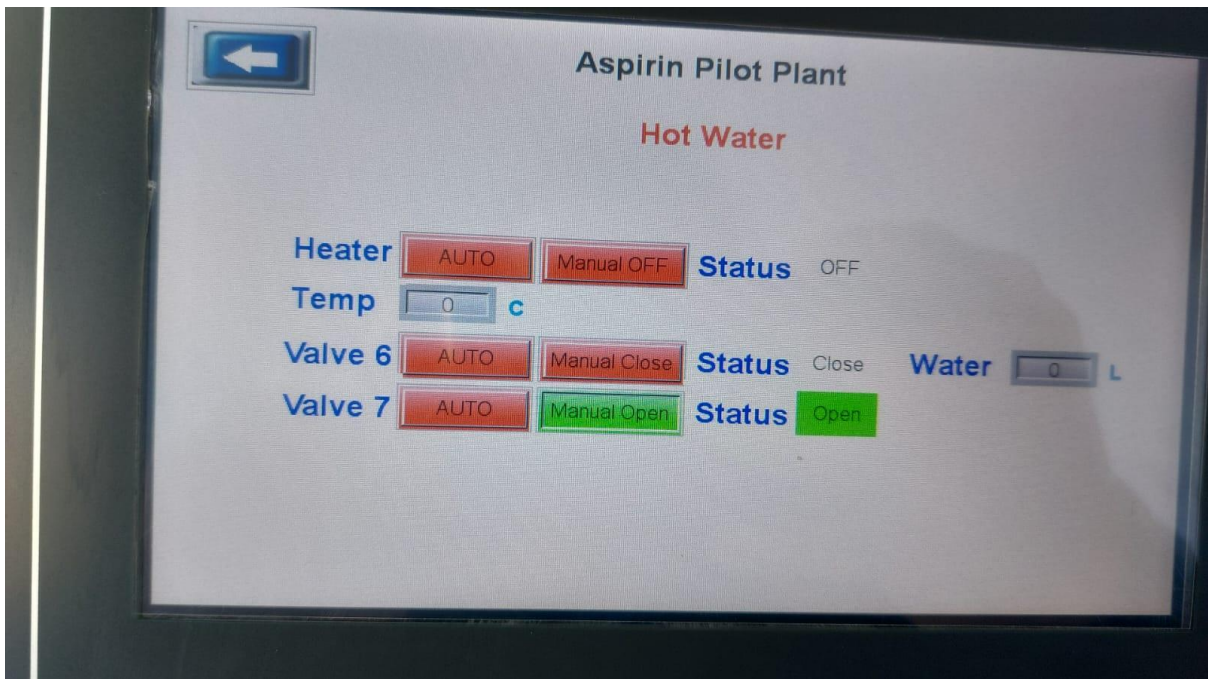 Aspirin Pilot Plant
Hot Water
Heater AUTO Manual OFF Status OFF
Temp 0 C
Valve 6 AUTO Manual Close Status Close Water 0 L
Valve 7 AUTO Manual Open Status Open